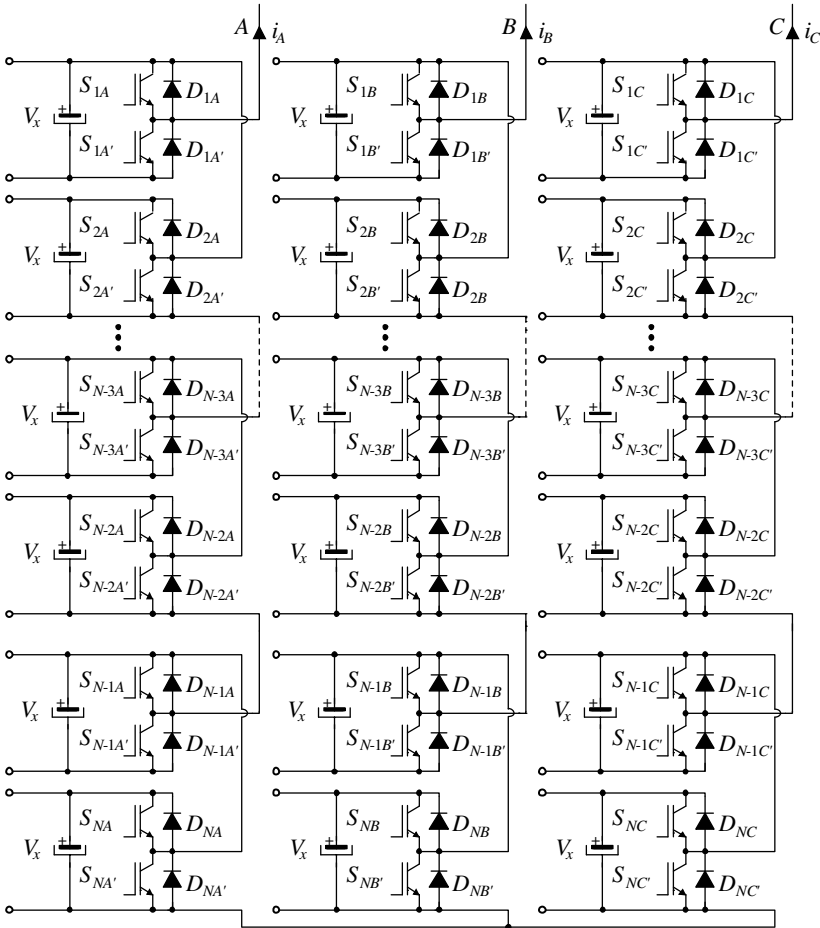 A i_A B i_B C i_C
S_1A D_1A S_1B D_1B S_1C D_1C
V_x V_x V_x
S_1A' D_1A' S_1B' D_1B' S_1C' D_1C'
S_2A D_2A S_2B D_2B S_2C D_2C
V_x V_x V_x
S_2A' D_2A' S_2B' D_2B S_2C' D_2C
S_N-3A D_N-3A S_N-3B D_N-3B S_N-3C D_N-3C
V_x V_x V_x
S_N-3A' D_N-3A' S_N-3B' D_N-3B' S_N-3C' D_N-3C'
S_N-2A D_N-2A S_N-2B D_N-2B S_N-2C D_N-2C
V_x V_x V_x
S_N-2A' D_N-2A' S_N-2B' D_N-2B' S_N-2C' D_N-2C'
S_N-1A D_N-1A S_N-1B D_N-1B S_N-1C D_N-1C
V_x V_x V_x
S_N-1A' D_N-1A' S_N-1B' D_N-1B' S_N-1C' D_N-1C'
S_NA D_NA S_NB D_NB S_NC D_NC
V_x V_x V_x
S_NA' D_NA' S_NB' D_NB' S_NC' D_NC'